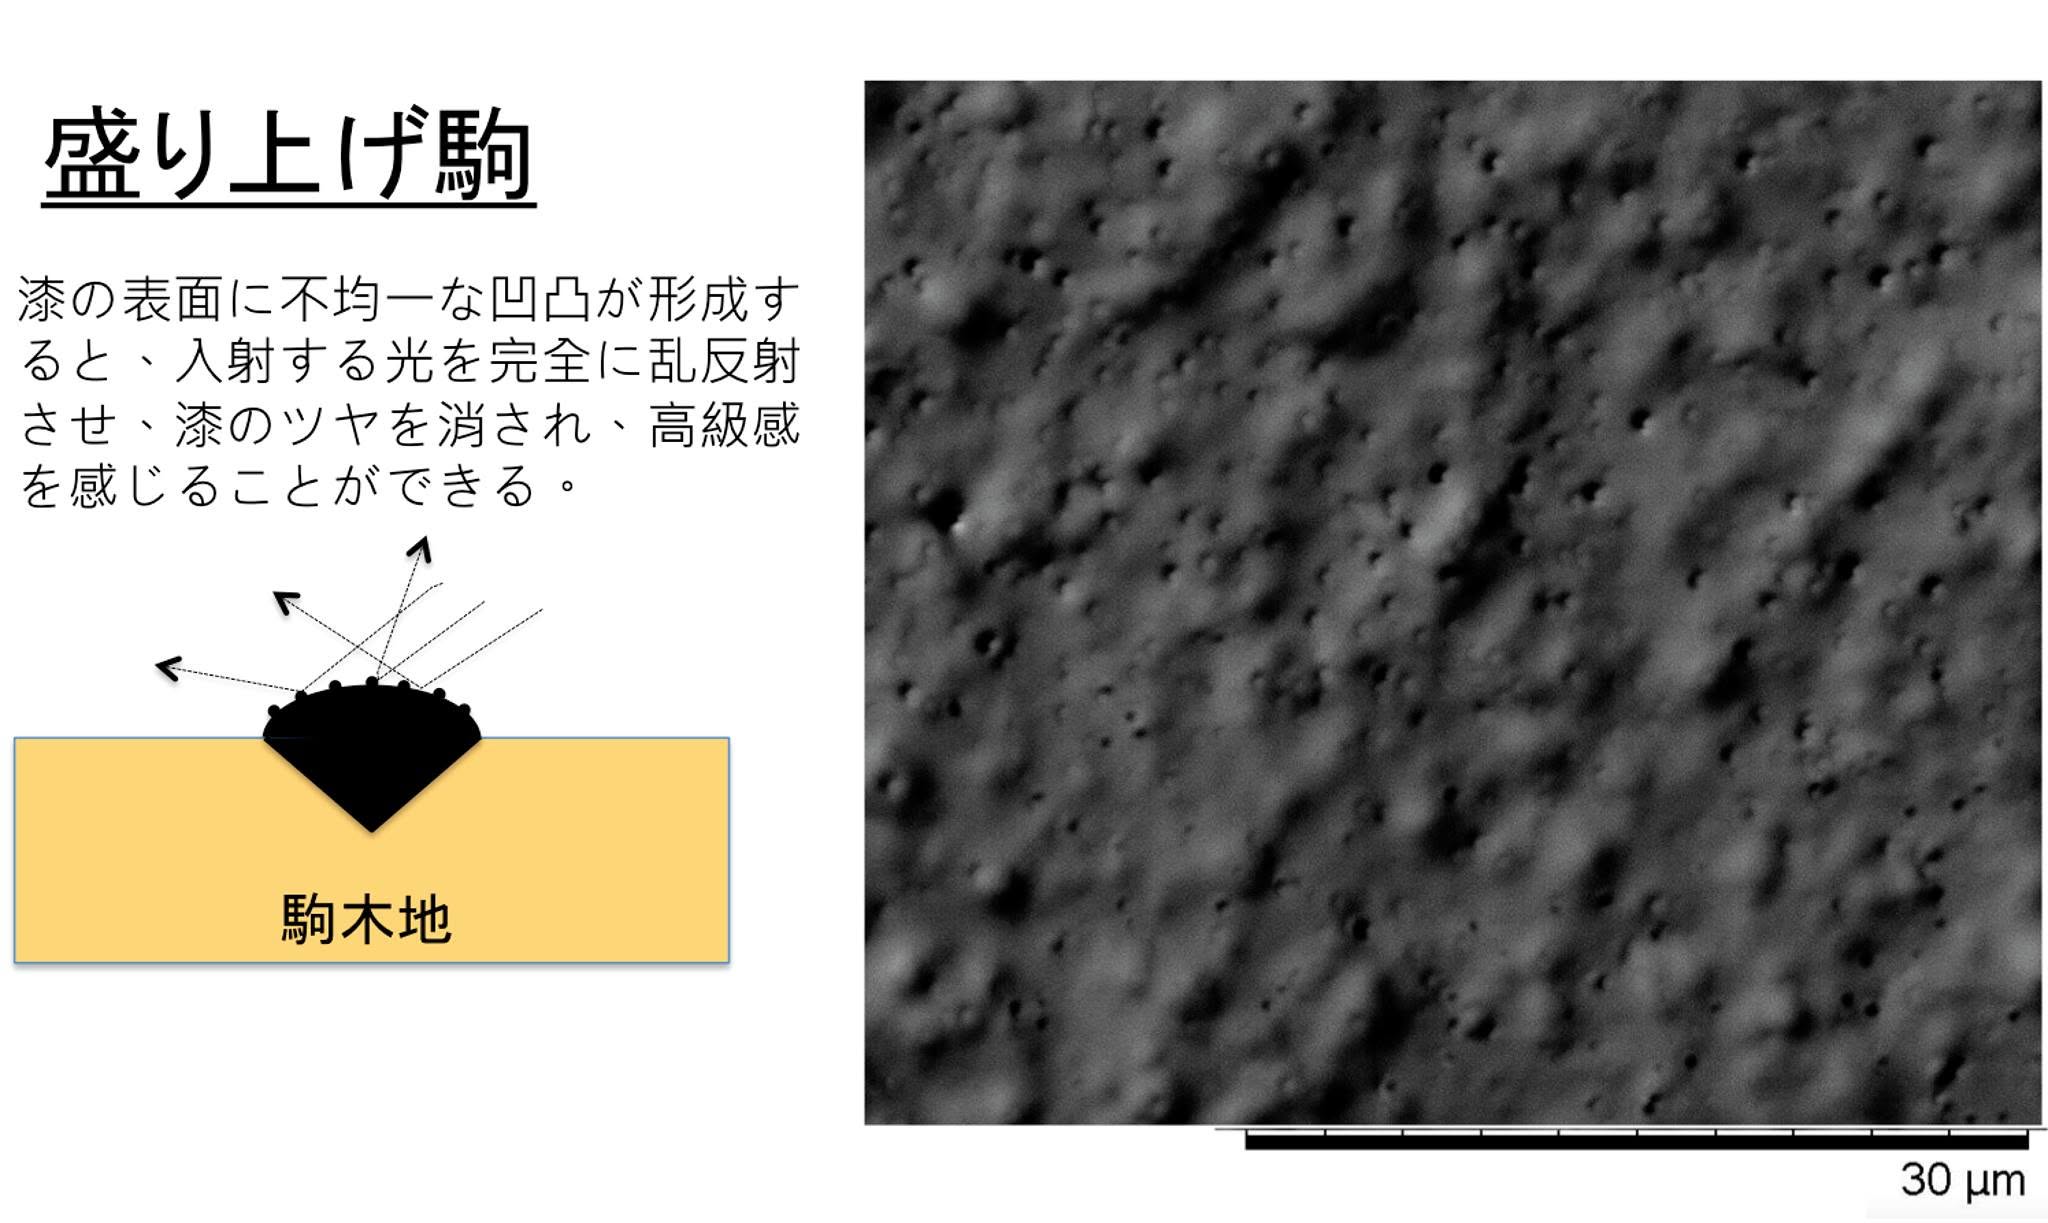 盛り上げ駒
漆の表面に不均一な凹凸が形成す
ると、入射する光を完全に乱反射
させ、漆のツヤを消され、高級感
を感じることができる。
駒木地
30 μm